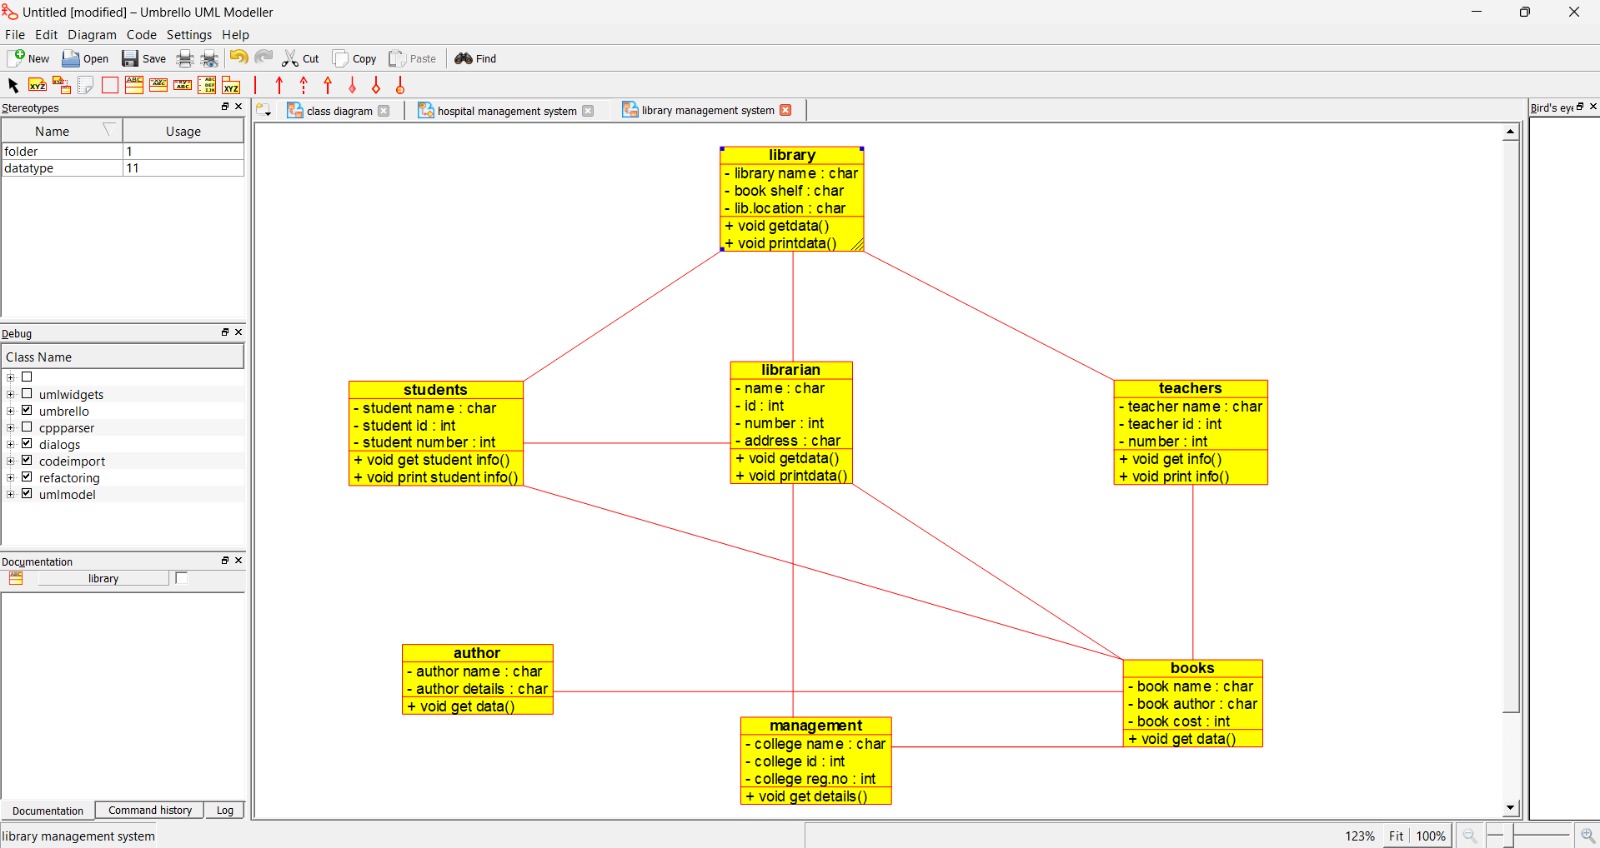 Untitled [modified] – Umbrello UML Modeller
File Edit Diagram Code Settings Help
New Open Save Cut Copy Paste Find
Stereotypes
Name Usage
folder 1
datatype 11
Debug
Class Name
umlwidgets
umbrello
cppparser
dialogs
codeimport
refactoring
umlmodel
Documentation
library
Documentation Command history Log
library management system
class diagram hospital management system library management system
Bird's eye
library
- library name : char
- book shelf : char
- lib.location : char
+ void getdata()
+ void printdata()
students
- student name : char
- student id : int
- student number : int
+ void get student info()
+ void print student info()
librarian
- name : char
- id : int
- number : int
- address : char
+ void getdata()
+ void printdata()
teachers
- teacher name : char
- teacher id : int
- number : int
+ void get info()
+ void print info()
author
- author name : char
- author details : char
+ void get data()
management
- college name : char
- college id : int
- college reg.no : int
+ void get details()
books
- book name : char
- book author : char
- book cost : int
+ void get data()
123% Fit 100%